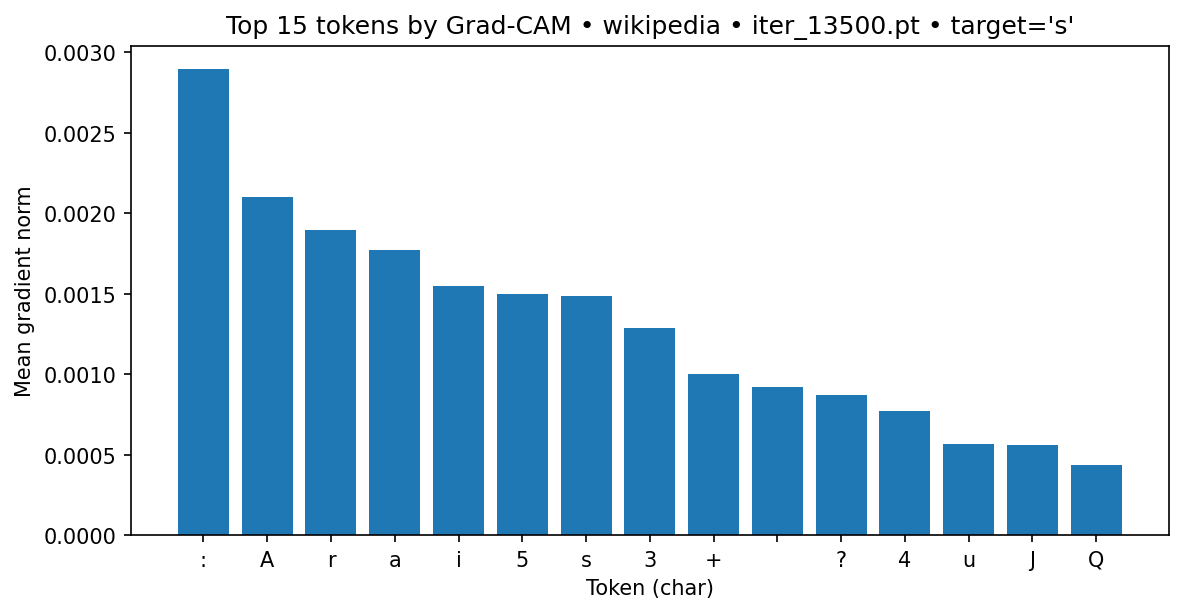 Top 15 tokens by Grad-CAM • wikipedia • iter_13500.pt • target='s'
0.0030
0.0025
0.0020
0.0015
0.0010
0.0005
0.0000
Mean gradient norm
: A r a i 5 s 3 + ? 4 u J Q
Token (char)